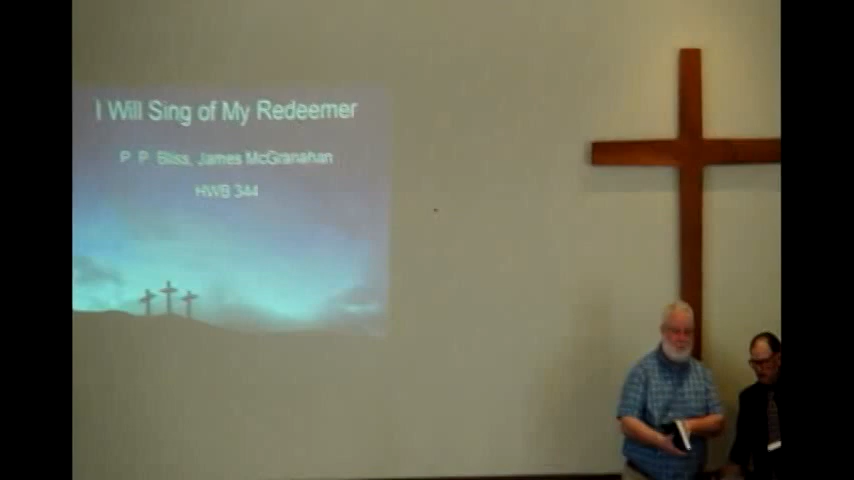 I Will Sing of My Redeemer
P. P. Bliss, James McGranahan
HWB 344